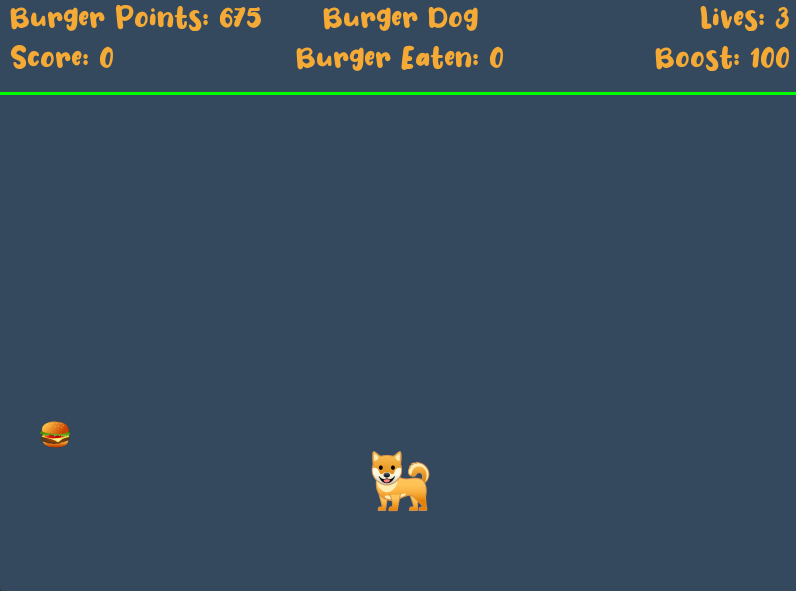 Burger Points: 675
Burger Dog
Lives: 3
Score: 0
Burger Eaten: 0
Boost: 100